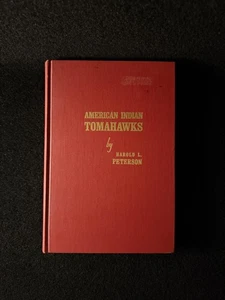 AMERICAN INDIAN
TOMAHAWKS
by
HAROLD L.
PETERSON